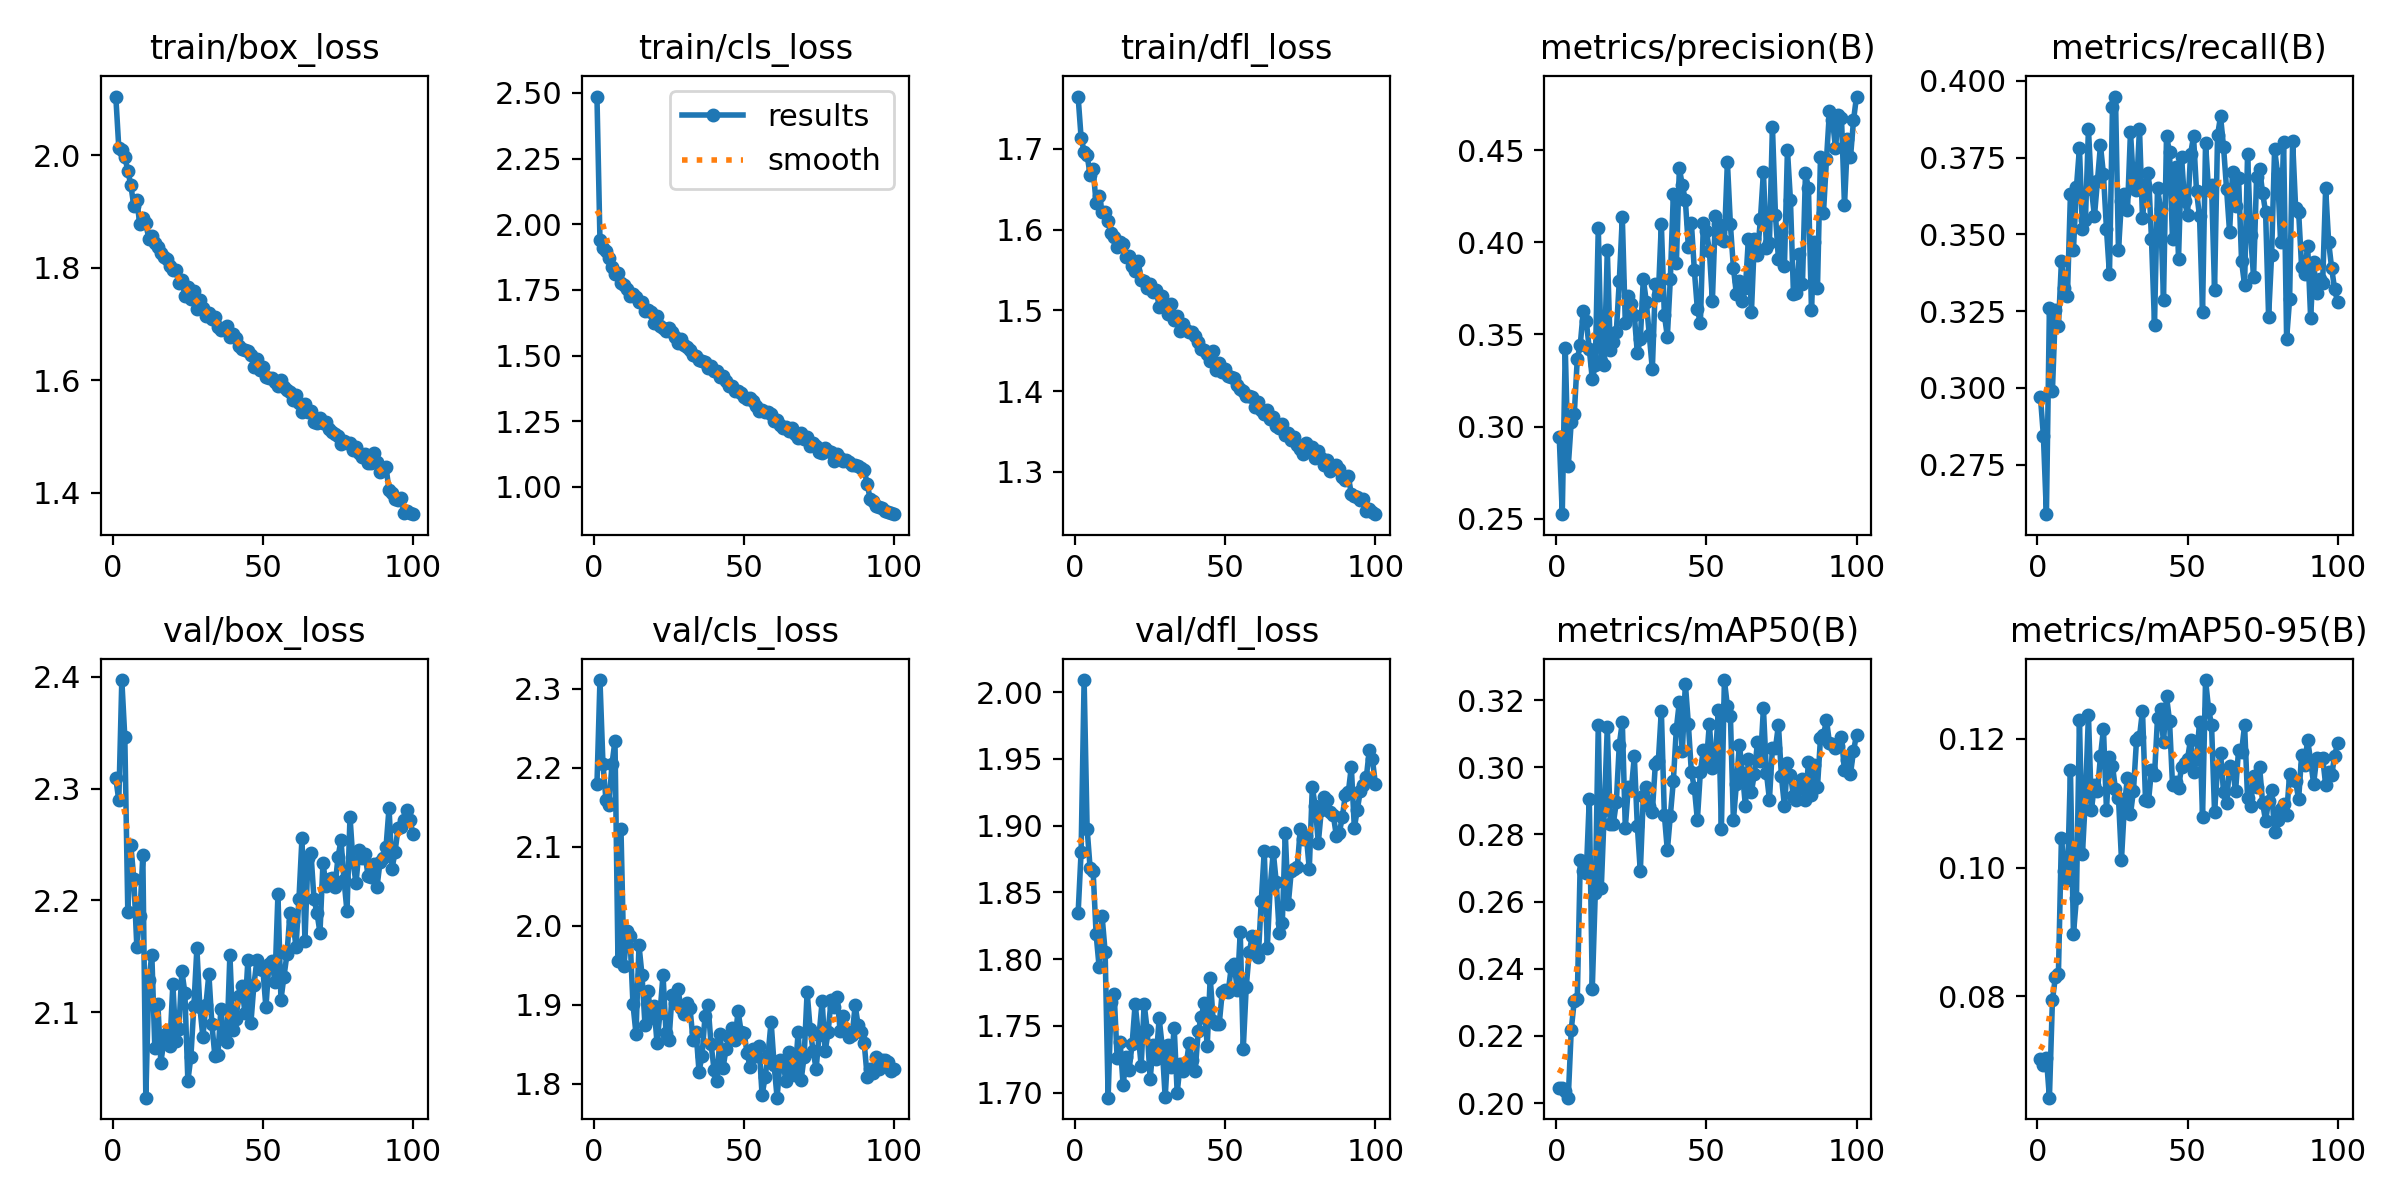 train/box_loss
2.0
1.8
1.6
1.4
0 50 100
train/cls_loss
results
smooth
2.50
2.25
2.00
1.75
1.50
1.25
1.00
0 50 100
train/dfl_loss
1.7
1.6
1.5
1.4
1.3
0 50 100
metrics/precision(B)
0.45
0.40
0.35
0.30
0.25
0 50 100
metrics/recall(B)
0.400
0.375
0.350
0.325
0.300
0.275
0 50 100
val/box_loss
2.4
2.3
2.2
2.1
0 50 100
val/cls_loss
2.3
2.2
2.1
2.0
1.9
1.8
0 50 100
val/dfl_loss
2.00
1.95
1.90
1.85
1.80
1.75
1.70
0 50 100
metrics/mAP50(B)
0.32
0.30
0.28
0.26
0.24
0.22
0.20
0 50 100
metrics/mAP50-95(B)
0.12
0.10
0.08
0 50 100